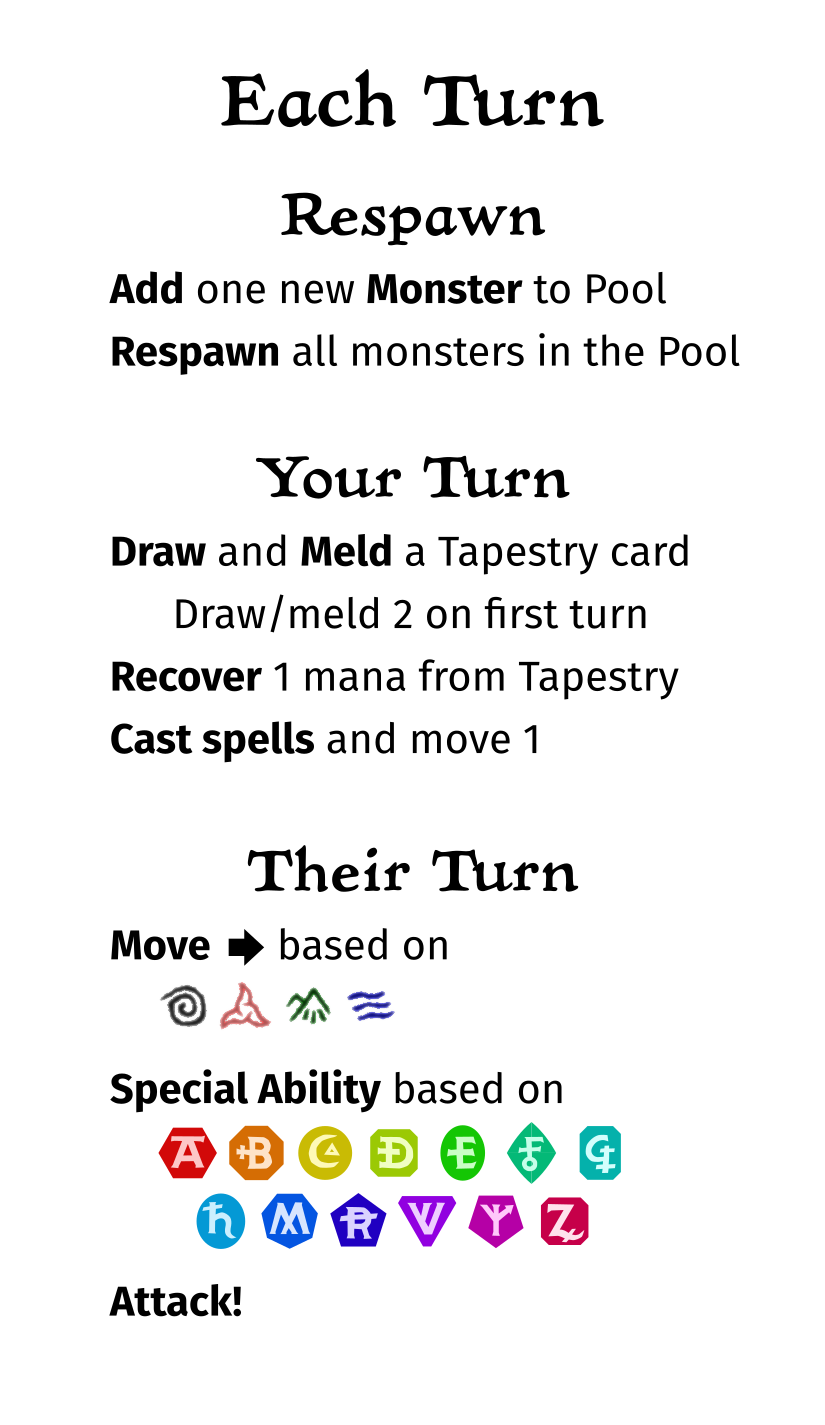 Each Turn
Respawn
Add one new Monster to Pool
Respawn all monsters in the Pool
Your Turn
Draw and Meld a Tapestry card
Draw/meld 2 on first turn
Recover 1 mana from Tapestry
Cast spells and move 1
Their Turn
Move 🡆 based on
Special Ability based on
A B C D E F G
ħ M R V Y Z
Attack!